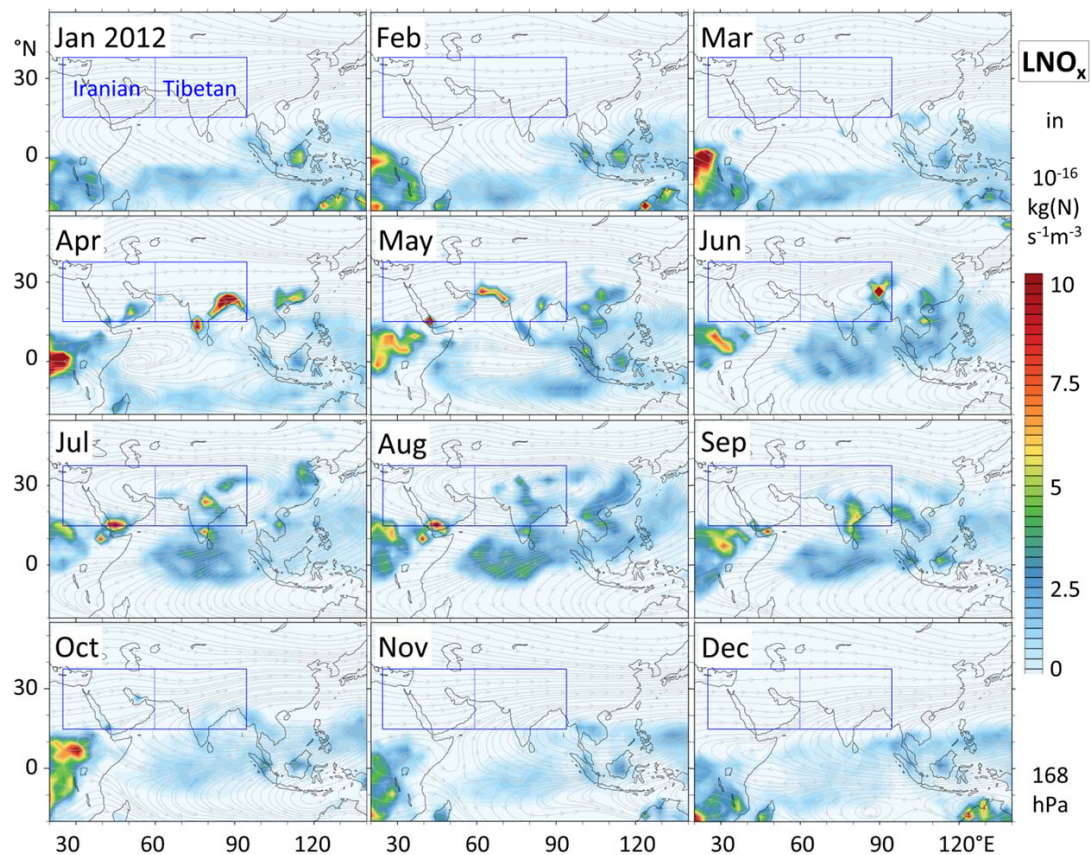 Jan 2012
Feb
Mar
°N
30
0
Iranian
Tibetan
LNOₓ
in
10⁻¹⁶
kg(N)
s⁻¹m⁻³
Apr
May
Jun
30
0
10
7.5
5
2.5
0
Jul
Aug
Sep
30
0
Oct
Nov
Dec
30
0
168
hPa
30
60
90
120
30
60
90
120
30
60
90
120°E